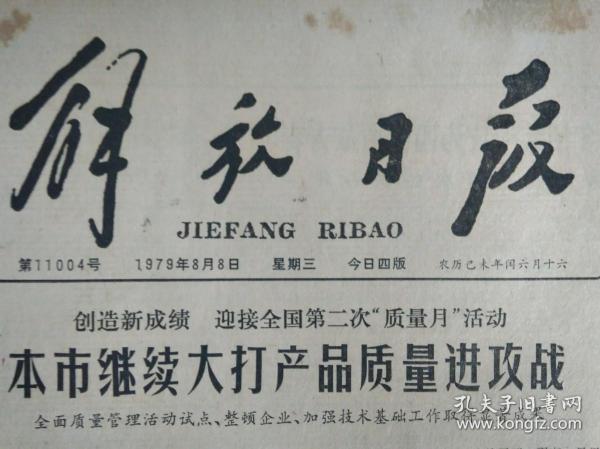 解放日报
JIEFANG RIBAO
第11004号 1979年8月8日 星期三 今日四版 农历己未年闰六月十六
创造新成绩 迎接全国第二次“质量月”活动
本市继续大打产品质量进攻战
全面质量管理活动试点、整顿企业、加强技术基础工作取得显著成果
孔夫子旧书网